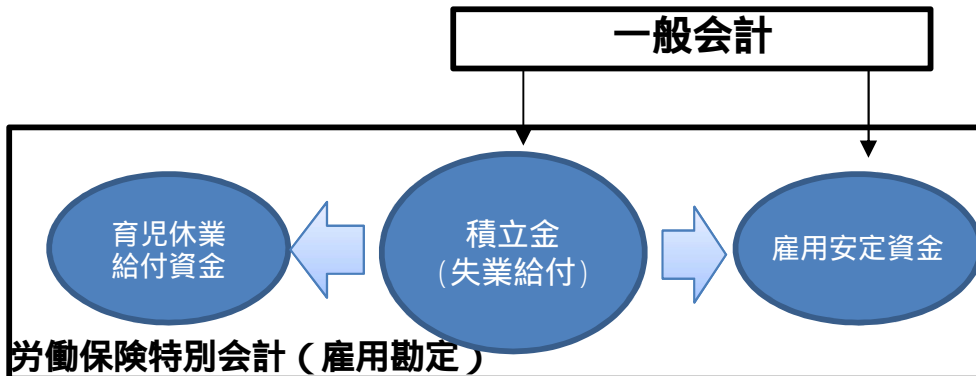 一般会計
育児休業
給付資金
積立金
（失業給付）
雇用安定資金
労働保険特別会計（雇用勘定）